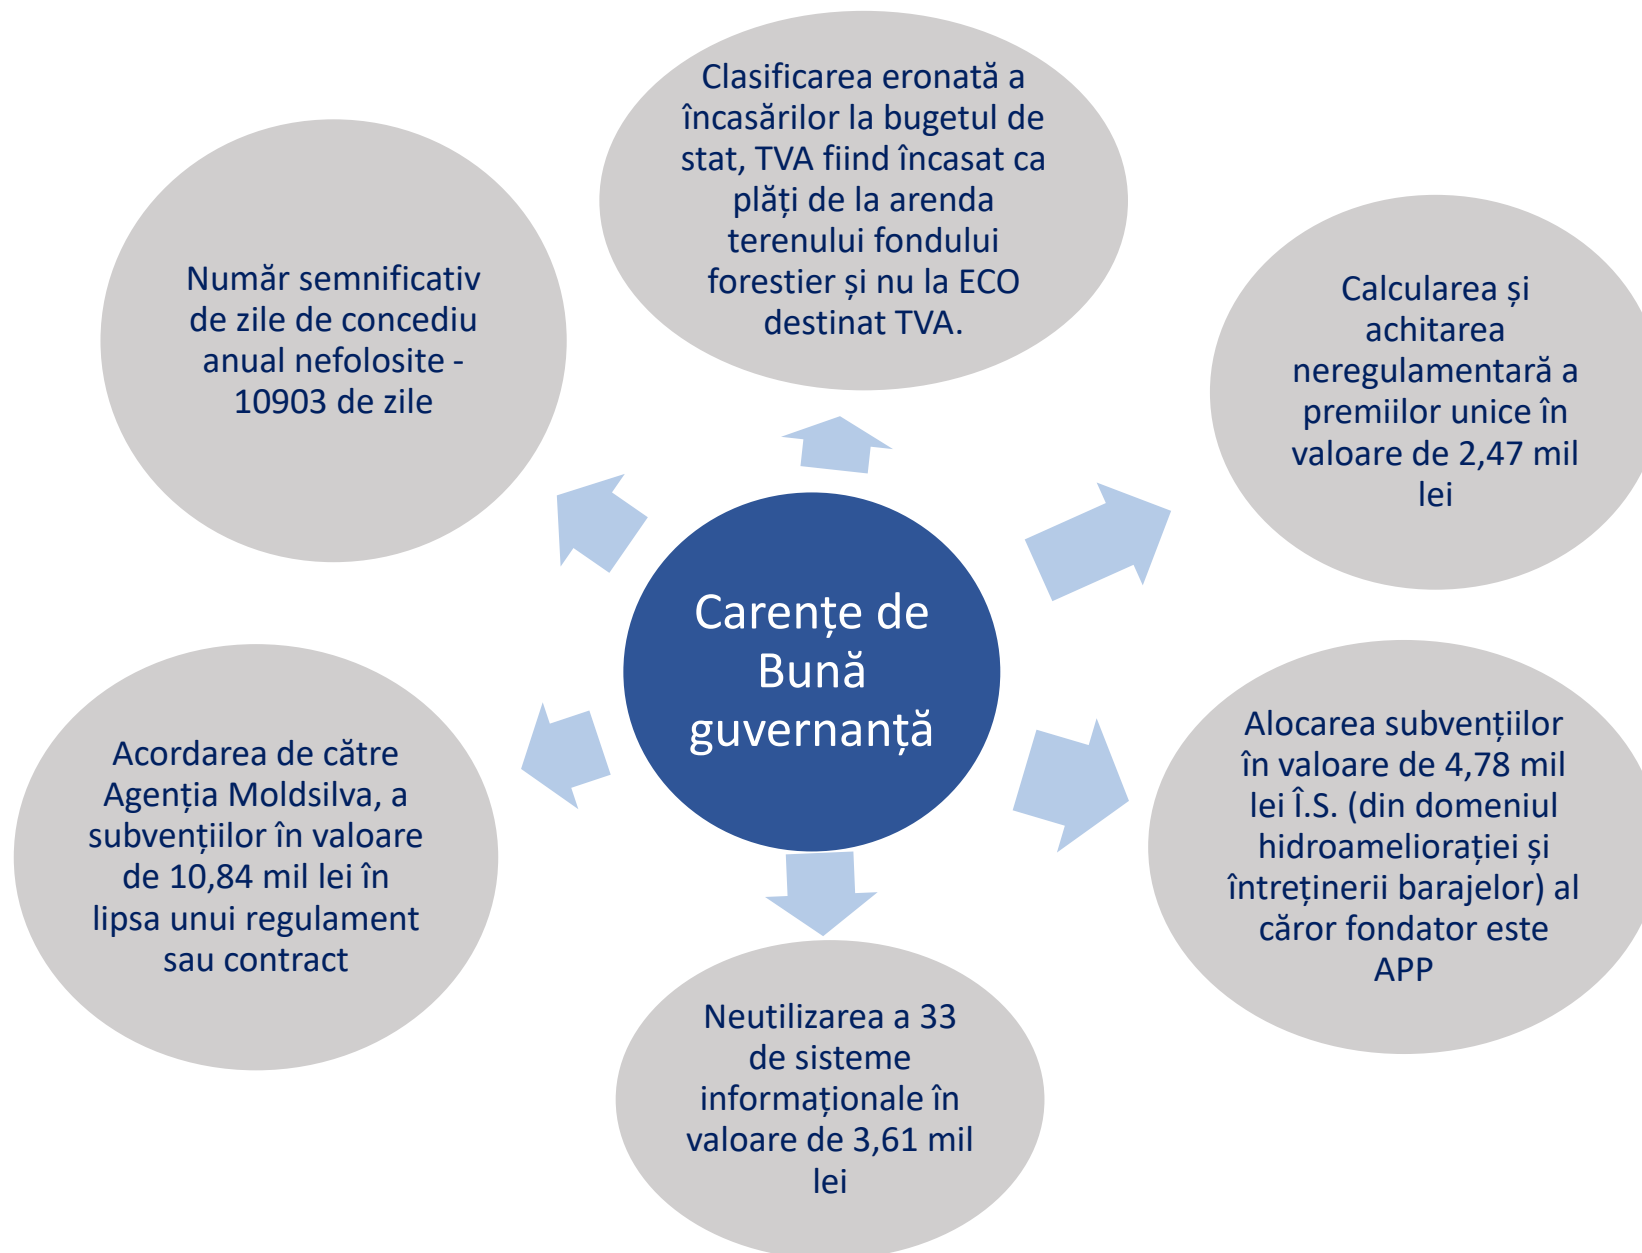 Clasificarea eronată a
încasărilor la bugetul de
stat, TVA fiind încasat ca
plăți de la arenda
terenului fondului
forestier și nu la ECO
destinat TVA.
Număr semnificativ
de zile de concediu
anual nefolosite -
10903 de zile
Calcularea și
achitarea
neregulamentară a
premiilor unice în
valoare de 2,47 mil
lei
Carențe de
Bună
guvernanță
Acordarea de către
Agenția Moldsilva, a
subvențiilor în valoare
de 10,84 mil lei în
lipsa unui regulament
sau contract
Alocarea subvențiilor
în valoare de 4,78 mil
lei Î.S. (din domeniul
hidroameliorației și
întreținerii barajelor) al
căror fondator este
APP
Neutilizarea a 33
de sisteme
informaționale în
valoare de 3,61 mil
lei